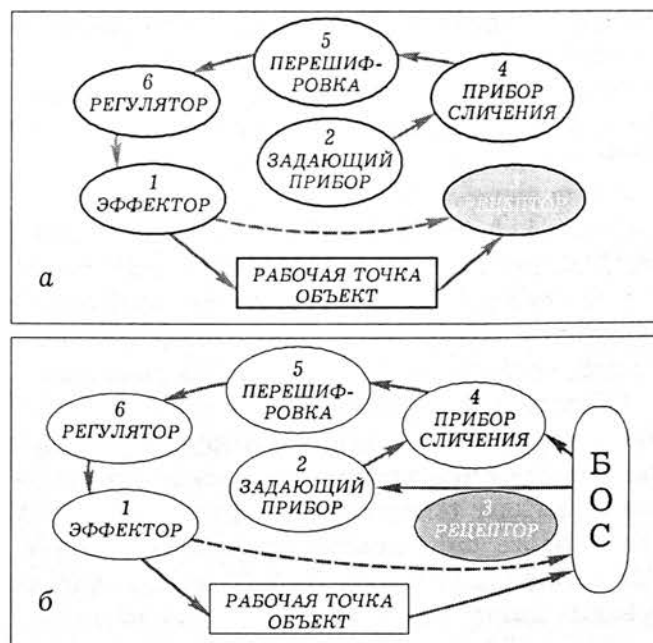 5
ПЕРЕШИФ-
РОВКА
6
РЕГУЛЯТОР
4
ПРИБОР
СЛИЧЕНИЯ
2
ЗАДАЮЩИЙ
ПРИБОР
1
ЭФФЕКТОР
РАБОЧАЯ ТОЧКА
ОБЪЕКТ
а
5
ПЕРЕШИФ-
РОВКА
6
РЕГУЛЯТОР
4
ПРИБОР
СЛИЧЕНИЯ
2
ЗАДАЮЩИЙ
ПРИБОР
3
РЕЦЕПТОР
Б
О
С
1
ЭФФЕКТОР
РАБОЧАЯ ТОЧКА
ОБЪЕКТ
б